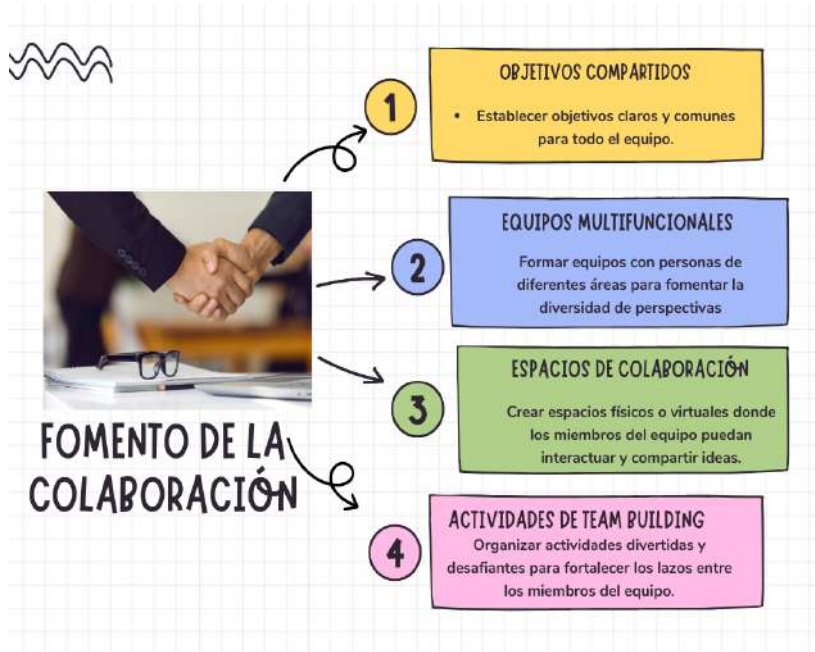 FOMENTO DE LA
COLABORACIÓN
1
OBJETIVOS COMPARTIDOS
• Establecer objetivos claros y comunes
para todo el equipo.
2
EQUIPOS MULTIFUNCIONALES
Formar equipos con personas de
diferentes áreas para fomentar la
diversidad de perspectivas
3
ESPACIOS DE COLABORACIÓN
Crear espacios físicos o virtuales donde
los miembros del equipo puedan
interactuar y compartir ideas.
4
ACTIVIDADES DE TEAM BUILDING
Organizar actividades divertidas y
desafiantes para fortalecer los lazos entre
los miembros del equipo.